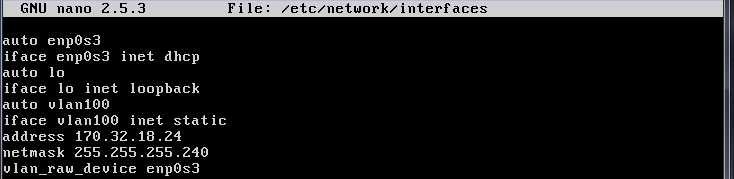 GNU nano 2.5.3 File: /etc/network/interfaces
auto enp0s3
iface enp0s3 inet dhcp
auto lo
iface lo inet loopback
auto vlan100
iface vlan100 inet static
address 170.32.18.24
netmask 255.255.255.240
vlan_raw_device enp0s3